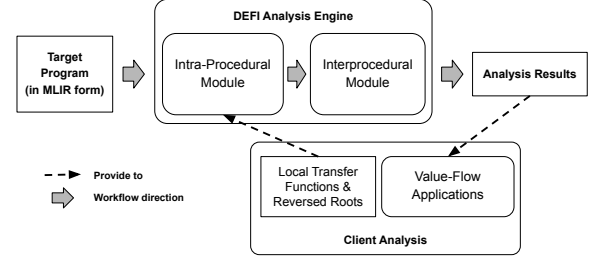 DEFI Analysis Engine
Target
Program
(in MLIR form)
Intra-Procedural
Module
Interprocedural
Module
Analysis Results
Local Transfer
Functions &
Reversed Roots
Value-Flow
Applications
Client Analysis
Provide to
Workflow direction